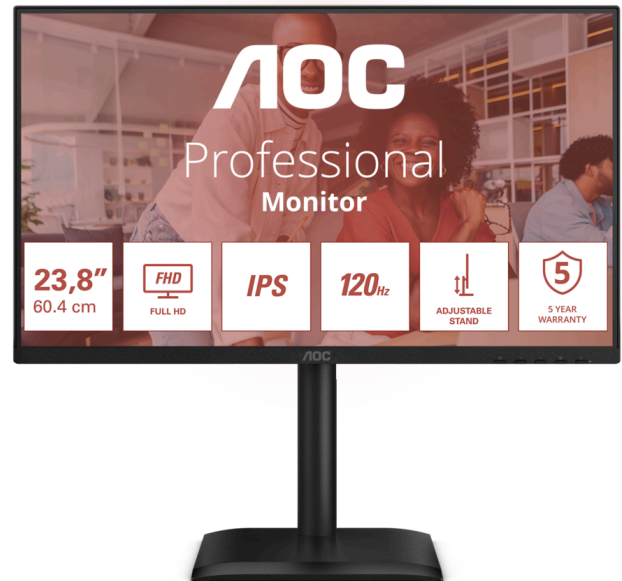 AOC
Professional
Monitor
23,8"
60.4 cm
FHD
FULL HD
IPS
120Hz
ADJUSTABLE
STAND
5
5 YEAR
WARRANTY
AOC